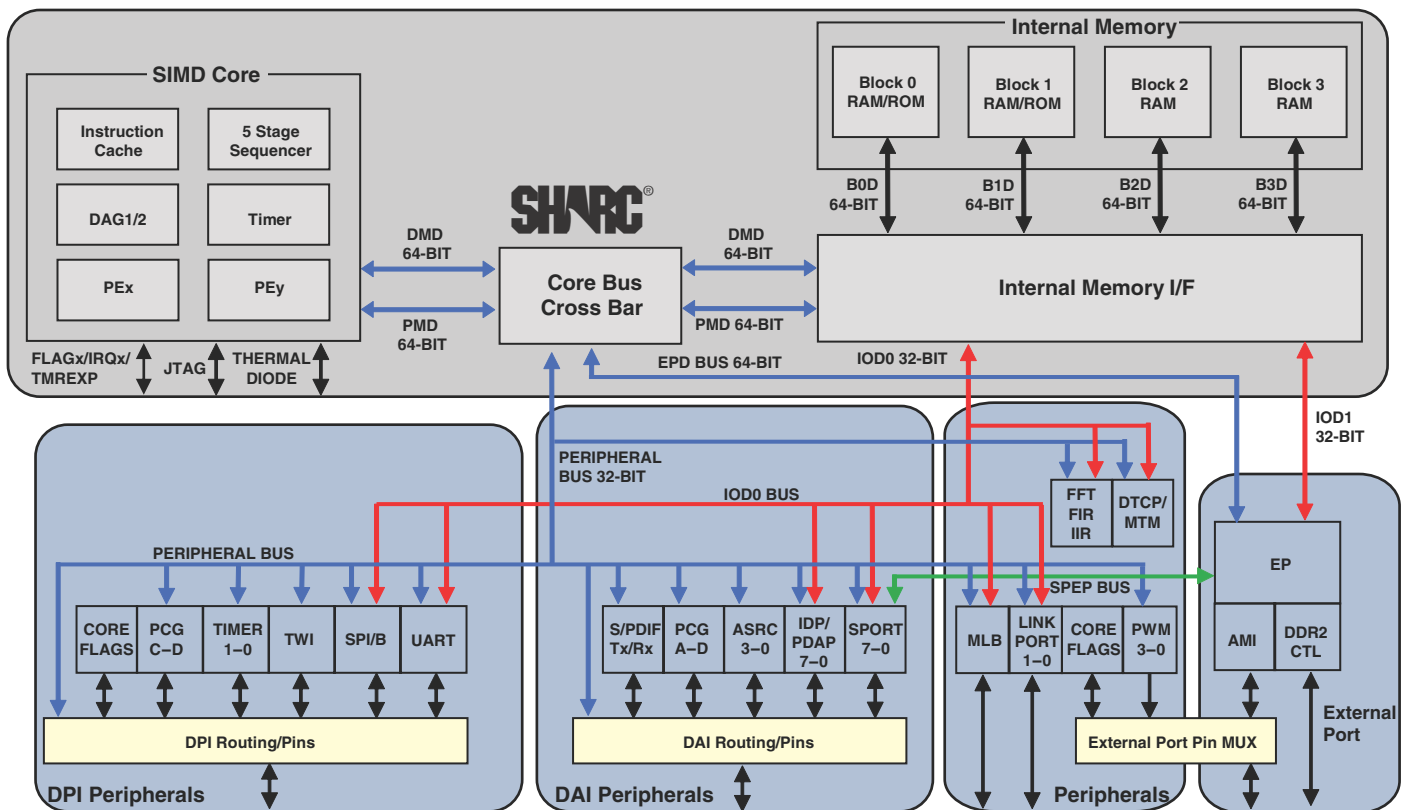 Internal Memory
SIMD Core
Block 0
RAM/ROM
Block 1
RAM/ROM
Block 2
RAM
Block 3
RAM
Instruction
Cache
5 Stage
Sequencer
DAG1/2
Timer
PEx
PEy
B0D
64-BIT
B1D
64-BIT
B2D
64-BIT
B3D
64-BIT
SHARC®
DMD
64-BIT
DMD
64-BIT
Core Bus
Cross Bar
Internal Memory I/F
PMD
64-BIT
PMD 64-BIT
FLAGx/IRQx/
TMREXP
JTAG
THERMAL
DIODE
EPD BUS 64-BIT
IOD0 32-BIT
IOD1
32-BIT
PERIPHERAL
BUS 32-BIT
IOD0 BUS
FFT
FIR
IIR
DTCP/
MTM
PERIPHERAL BUS
EP
SPEP BUS
CORE
FLAGS
PCG
C–D
TIMER
1–0
TWI
SPI/B
UART
S/PDIF
Tx/Rx
PCG
A–D
ASRC
3–0
IDP/
PDAP
7–0
SPORT
7–0
MLB
LINK
PORT
1–0
CORE
FLAGS
PWM
3–0
AMI
DDR2
CTL
DPI Routing/Pins
DAI Routing/Pins
External Port Pin MUX
External
Port
DPI Peripherals
DAI Peripherals
Peripherals